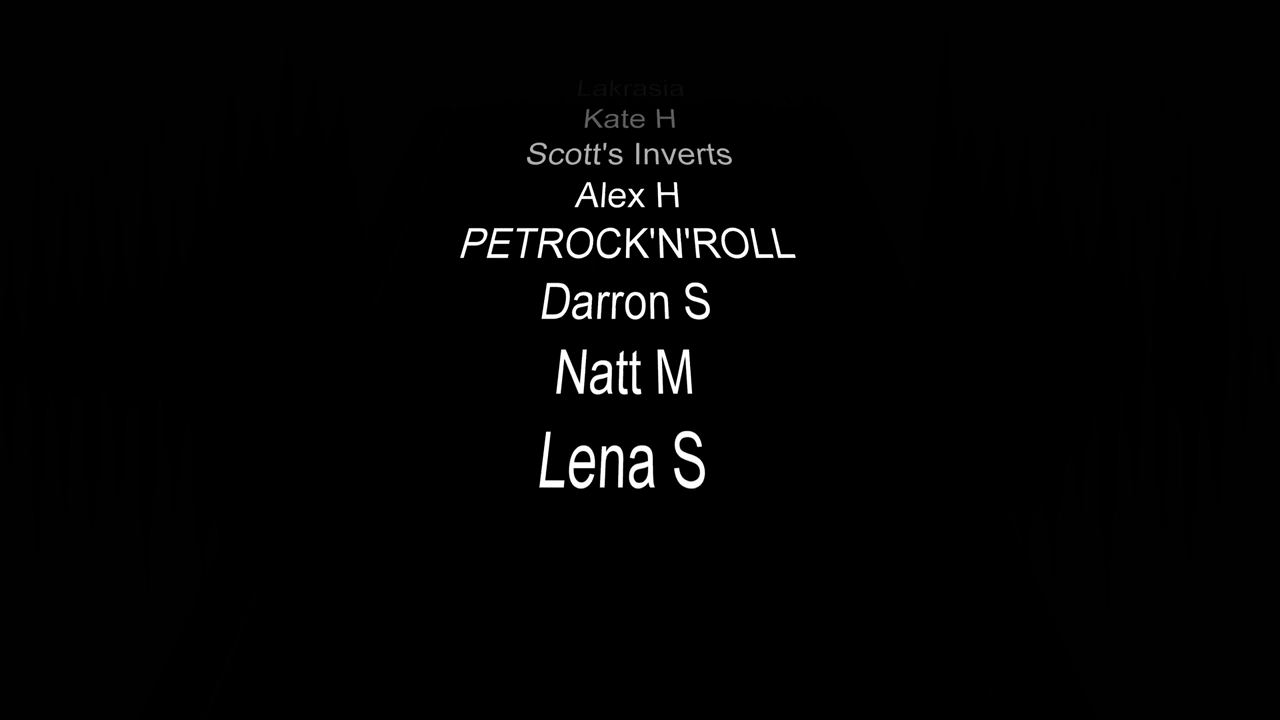 Lakrasia
Kate H
Scott's Inverts
Alex H
PETROCK'N'ROLL
Darron S
Natt M
Lena S